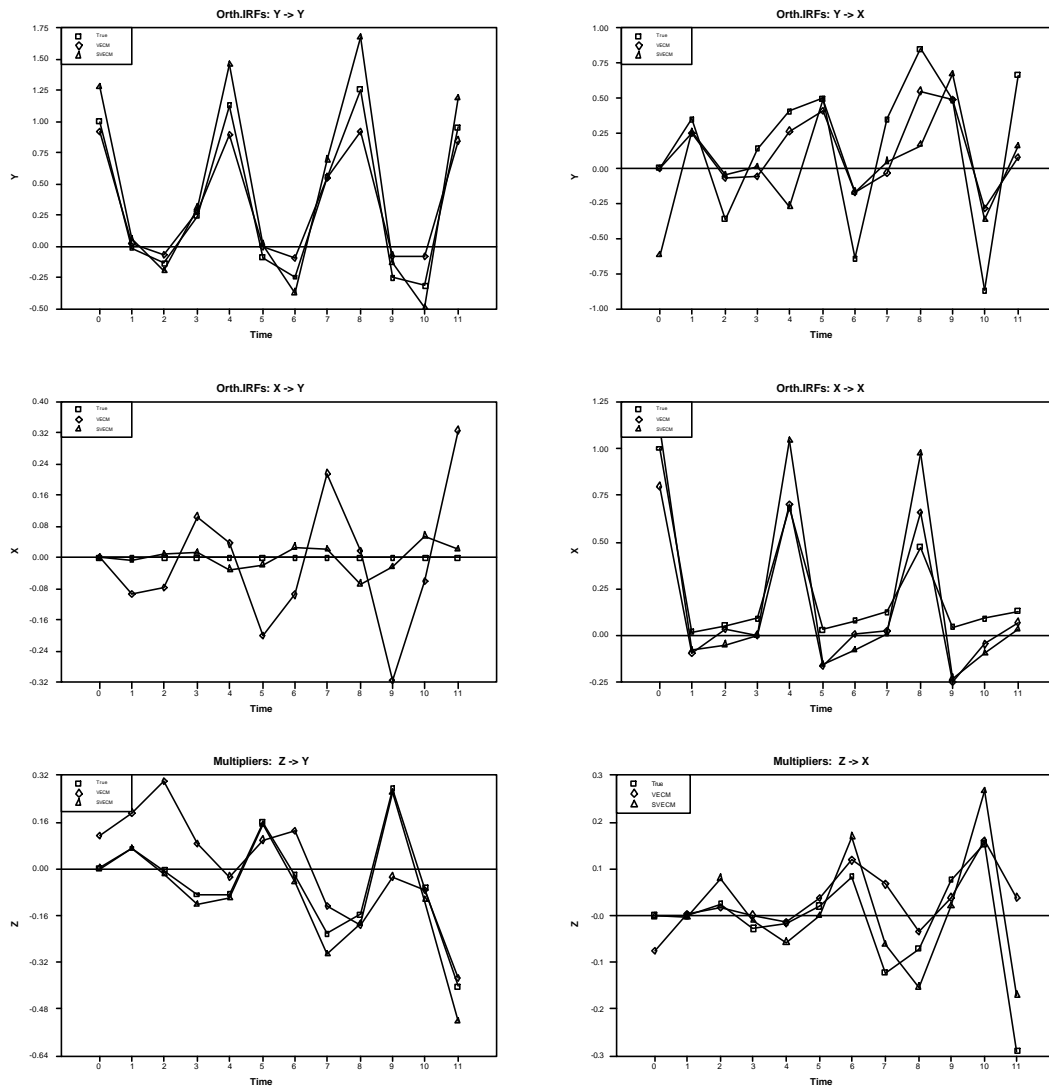 Orth.IRFs: Y -> Y
True
VECM
SVECM
1.75
1.50
1.25
1.00
0.75
0.50
0.25
0.00
-0.25
-0.50
Y
0 1 2 3 4 5 6 7 8 9 10 11
Time
Orth.IRFs: Y -> X
True
VECM
SVECM
1.00
0.75
0.50
0.25
0.00
-0.25
-0.50
-0.75
-1.00
Y
0 1 2 3 4 5 6 7 8 9 10 11
Time
Orth.IRFs: X -> Y
True
VECM
SVECM
0.40
0.32
0.24
0.16
0.08
0.00
-0.08
-0.16
-0.24
-0.32
X
0 1 2 3 4 5 6 7 8 9 10 11
Time
Orth.IRFs: X -> X
True
VECM
SVECM
1.25
1.00
0.75
0.50
0.25
0.00
-0.25
X
0 1 2 3 4 5 6 7 8 9 10 11
Time
Multipliers: Z -> Y
True
VECM
SVECM
0.32
0.16
0.00
-0.16
-0.32
-0.48
-0.64
Z
0 1 2 3 4 5 6 7 8 9 10 11
Time
Multipliers: Z -> X
True
VECM
SVECM
0.3
0.2
0.1
-0.0
-0.1
-0.2
-0.3
Z
0 1 2 3 4 5 6 7 8 9 10 11
Time